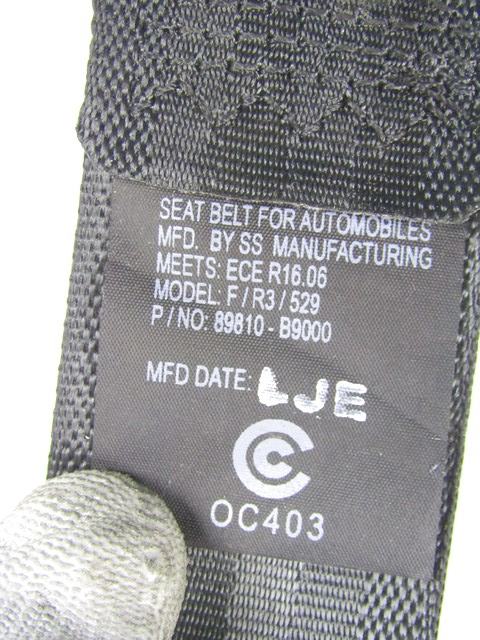 SEAT BELT FOR AUTOMOBILES
MFD. BY SS MANUFACTURING
MEETS: ECE R16.06
MODEL: F / R3 / 529
P / NO: 89810 - B9000
MFD DATE: LJE
OC403